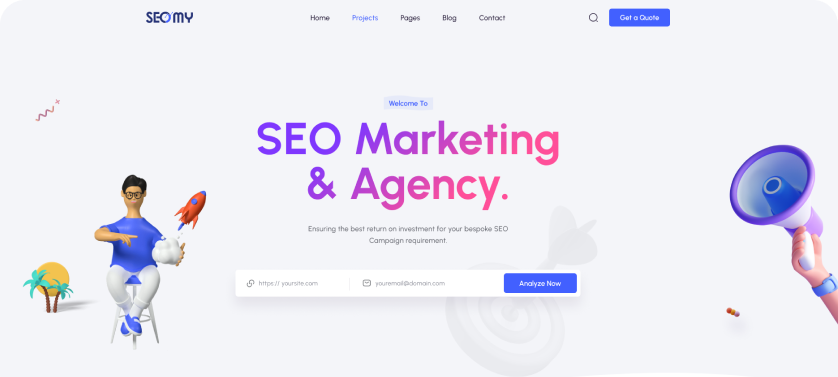 SEOMY
Home Projects Pages Blog Contact
Get a Quote
Welcome To
SEO Marketing
& Agency.
Ensuring the best return on investment for your bespoke SEO
Campaign requirement.
https:// yoursite.com youremail@domain.com Analyze Now